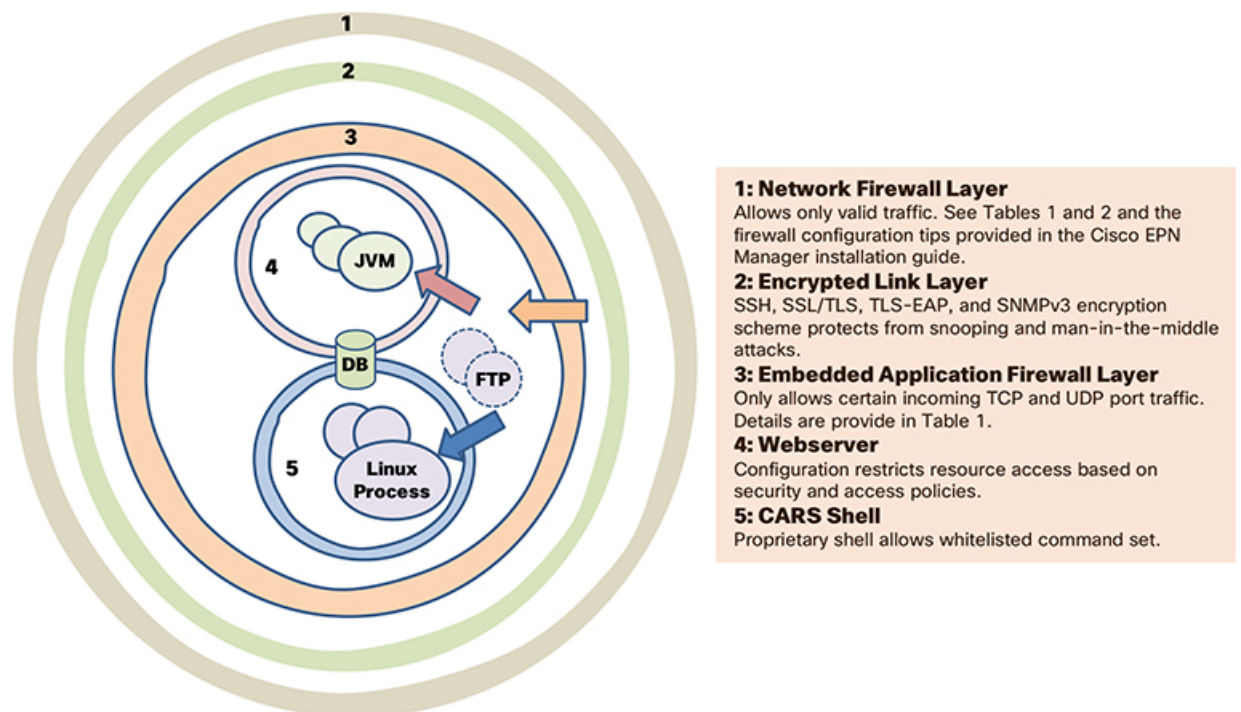 1
2
3
4
JVM
DB
FTP
5
Linux
Process
1: Network Firewall Layer
Allows only valid traffic. See Tables 1 and 2 and the
firewall configuration tips provided in the Cisco EPN
Manager installation guide.
2: Encrypted Link Layer
SSH, SSL/TLS, TLS-EAP, and SNMPv3 encryption
scheme protects from snooping and man-in-the-middle
attacks.
3: Embedded Application Firewall Layer
Only allows certain incoming TCP and UDP port traffic.
Details are provide in Table 1.
4: Webserver
Configuration restricts resource access based on
security and access policies.
5: CARS Shell
Proprietary shell allows whitelisted command set.